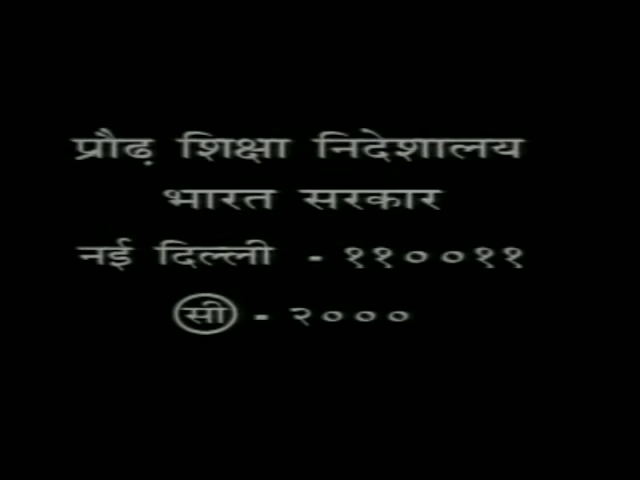 प्रौढ़ शिक्षा निदेशालय
भारत सरकार
नई दिल्ली - ११००११
सी - २०००